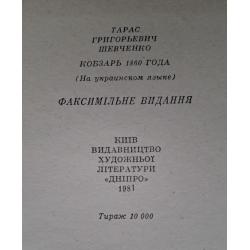 ТАРАС
ГРИГОРЬЕВИЧ
ШЕВЧЕНКО
КОБЗАРЬ 1860 ГОДА
(На украинском языке)
ФАКСИМІЛЬНЕ ВИДАННЯ
КИЇВ
ВИДАВНИЦТВО
ХУДОЖНЬОЇ
ЛІТЕРАТУРИ
«ДНІПРО»
1981
Тираж 10 000